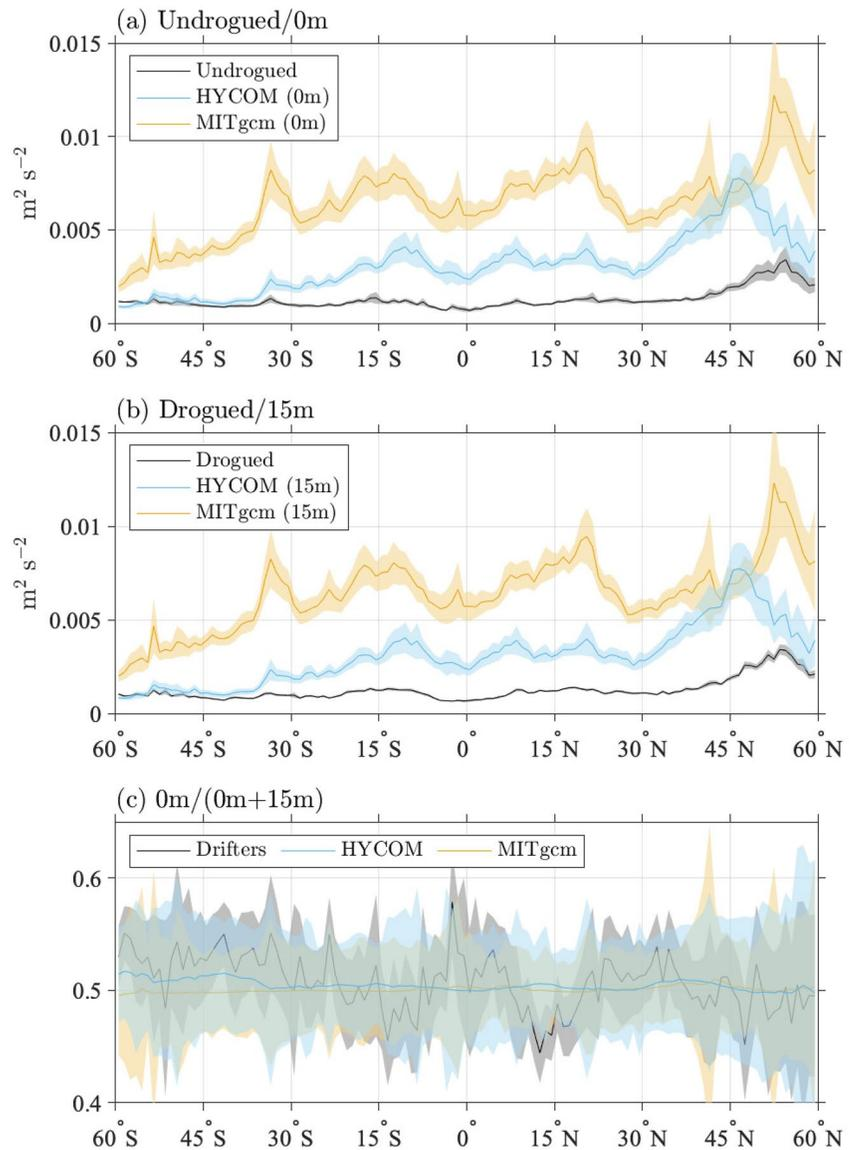 (a) Undrogued/0m
0.015
Undrogued
HYCOM (0m)
MITgcm (0m)
0.01
m² s⁻²
0.005
0
60°S 45°S 30°S 15°S 0° 15°N 30°N 45°N 60°N
(b) Drogued/15m
0.015
Drogued
HYCOM (15m)
MITgcm (15m)
0.01
m² s⁻²
0.005
0
60°S 45°S 30°S 15°S 0° 15°N 30°N 45°N 60°N
(c) 0m/(0m+15m)
Drifters HYCOM MITgcm
0.6
0.5
0.4
60°S 45°S 30°S 15°S 0° 15°N 30°N 45°N 60°N